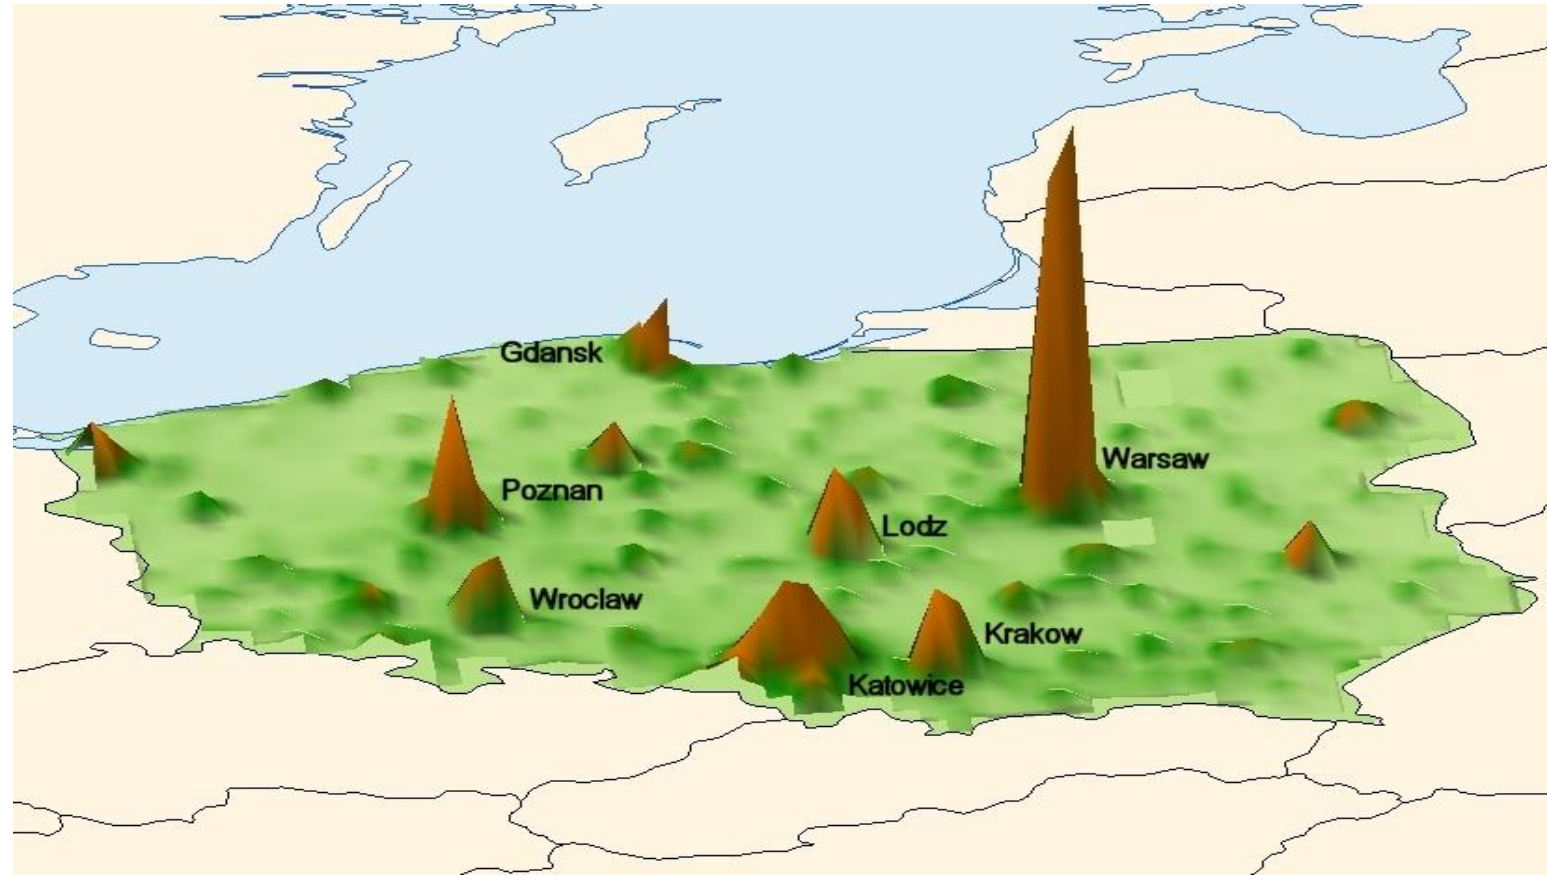 Gdansk
Warsaw
Poznan
Lodz
Wroclaw
Krakow
Katowice